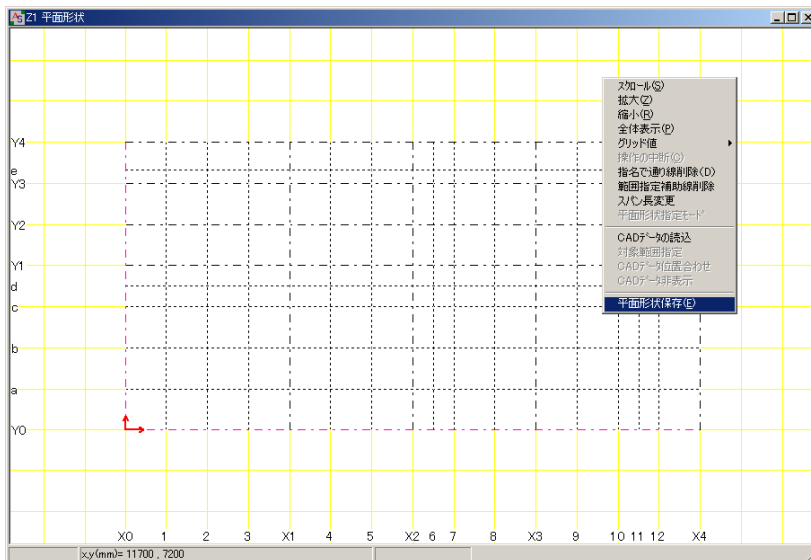 Z1 平面形状
スクロール(S)
拡大(Z)
縮小(R)
全体表示(P)
グリッド値
操作の中断(C)
指名で通り線削除(D)
範囲指定補助線削除
スパン長変更
平面形状指定モード
CADデータの読込
対象範囲指定
CADデータ位置合わせ
CADデータ非表示
平面形状保存(E)
Y4
e
Y3
Y2
Y1
d
c
b
a
Y0
X0 1 2 3 X1 4 5 X2 6 7 8 X3 9 10 11 12 X4
x,y(mm)= 11700 , 7200